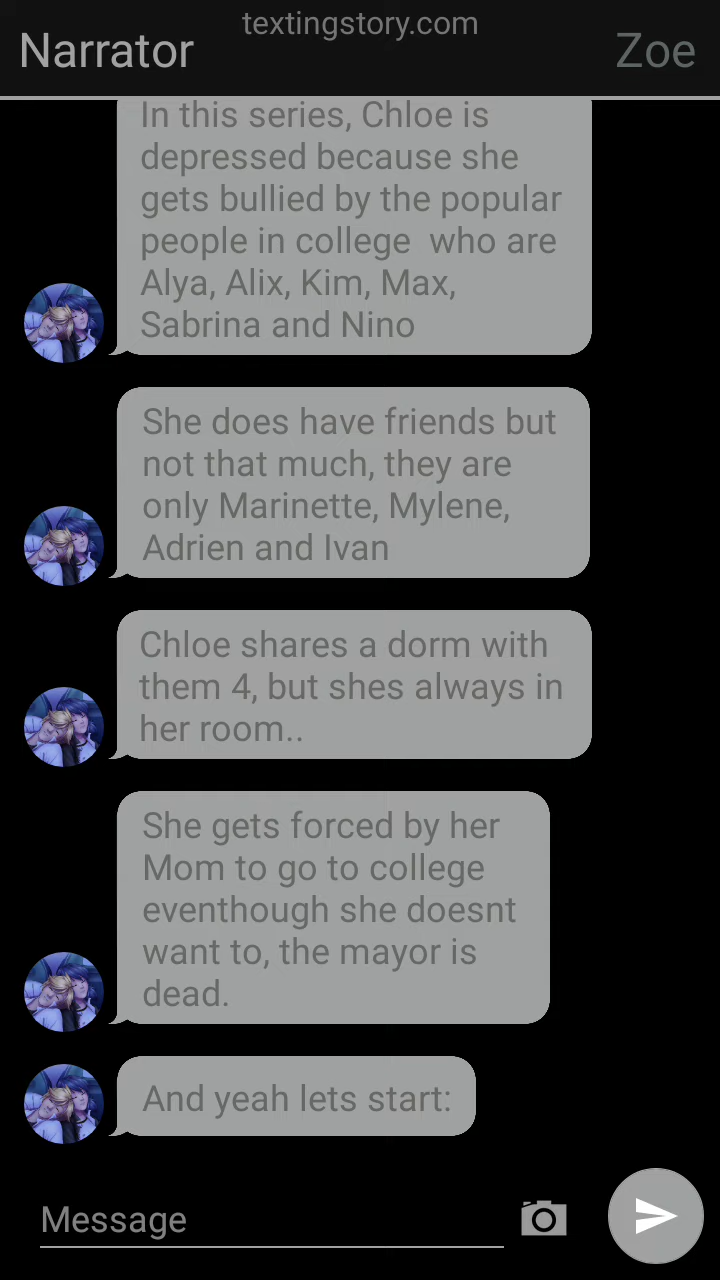 textingstory.com
Narrator
Zoe
In this series, Chloe is
depressed because she
gets bullied by the popular
people in college  who are
Alya, Alix, Kim, Max,
Sabrina and Nino
She does have friends but
not that much, they are
only Marinette, Mylene,
Adrien and Ivan
Chloe shares a dorm with
them 4, but shes always in
her room..
She gets forced by her
Mom to go to college
eventhough she doesnt
want to, the mayor is
dead.
And yeah lets start:
Message